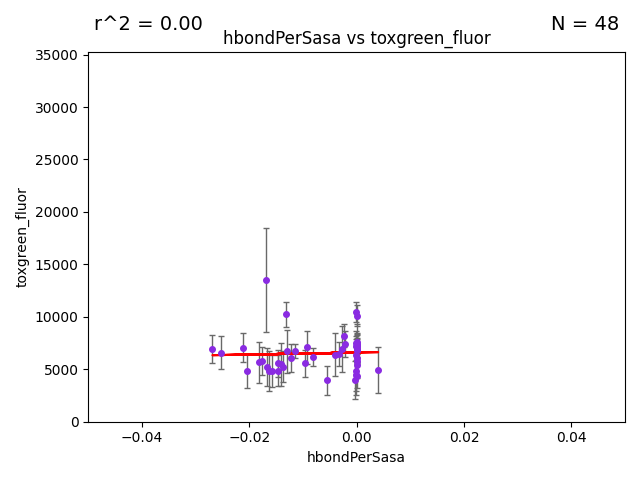 r^2 = 0.00
N = 48
hbondPerSasa vs toxgreen_fluor
35000
30000
25000
20000
15000
10000
5000
0
toxgreen_fluor
−0.04
−0.02
0.00
0.02
0.04
hbondPerSasa